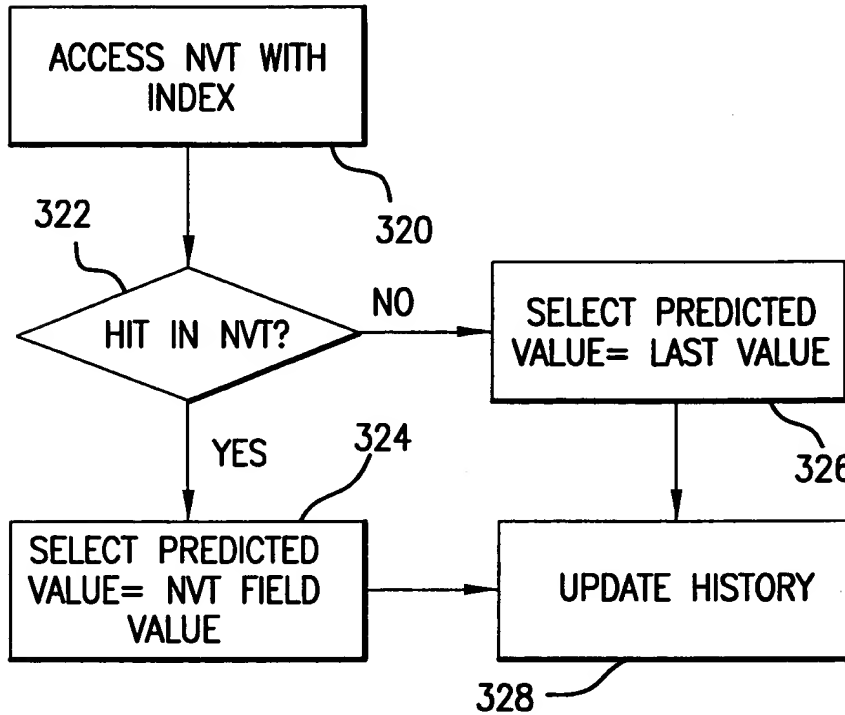 ACCESS NVT WITH
INDEX
320
322
HIT IN NVT?
NO
SELECT PREDICTED
VALUE= LAST VALUE
326
YES
324
SELECT PREDICTED
VALUE= NVT FIELD
VALUE
UPDATE HISTORY
328